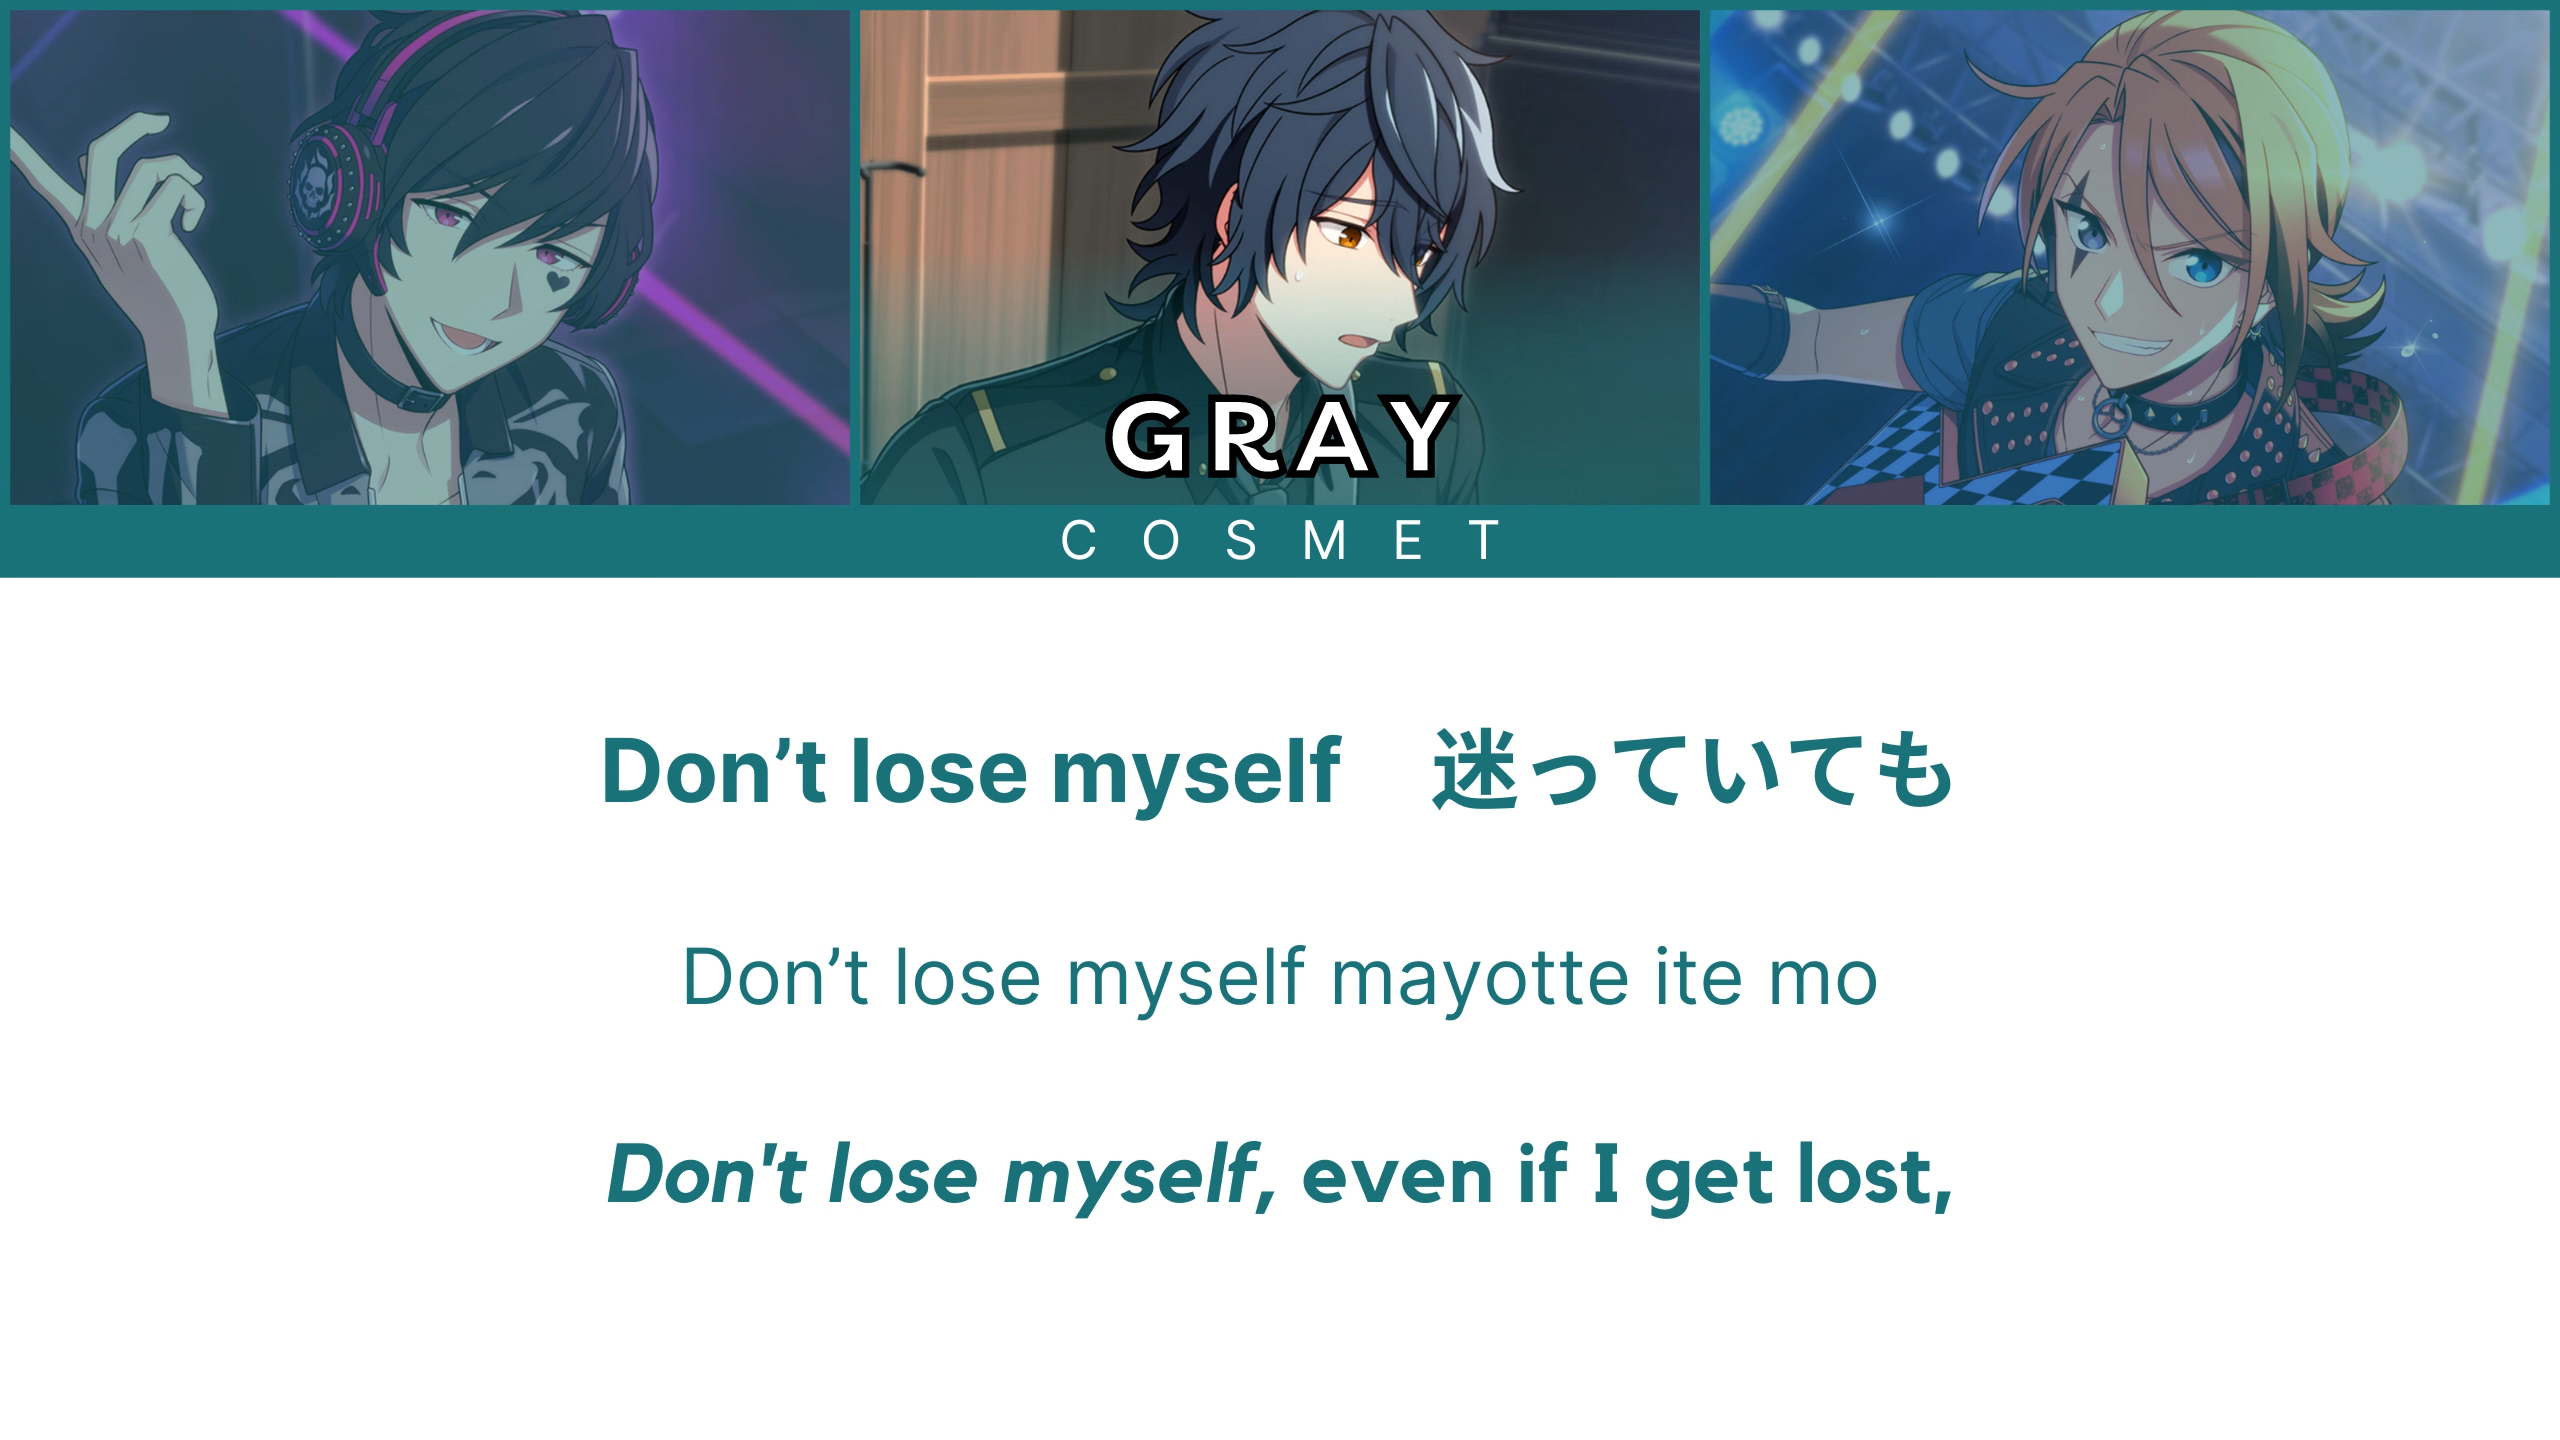 GRAY
COSMET
Don’t lose myself　迷っていても
Don’t lose myself mayotte ite mo
Don't lose myself, even if I get lost,